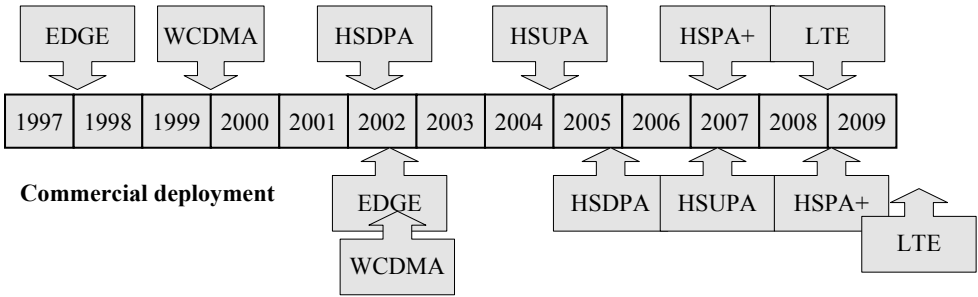 EDGE WCDMA HSDPA HSUPA HSPA+ LTE
1997 1998 1999 2000 2001 2002 2003 2004 2005 2006 2007 2008 2009
Commercial deployment
EDGE HSDPA HSUPA HSPA+
WCDMA LTE